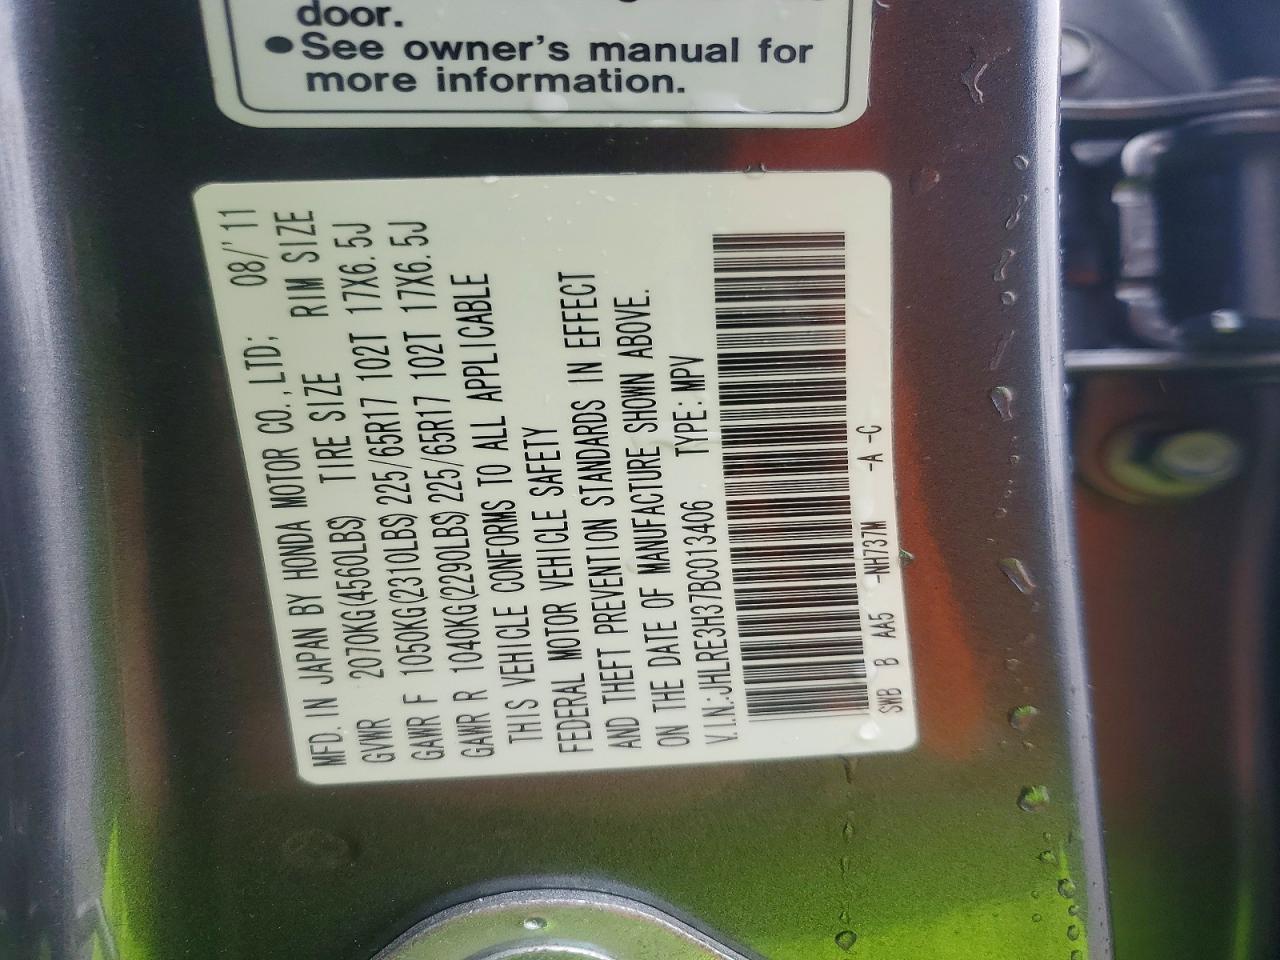 door.
●See owner's manual for
more information.
MFD. IN JAPAN BY HONDA MOTOR CO., LTD; 08/'11
GVWR 2070KG(4560LBS) TIRE SIZE RIM SIZE
GAWR F 1050KG(2310LBS) 225/65R17 102T 17X6.5J
GAWR R 1040KG(2290LBS) 225/65R17 102T 17X6.5J
THIS VEHICLE CONFORMS TO ALL APPLICABLE
FEDERAL MOTOR VEHICLE SAFETY
AND THEFT PREVENTION STANDARDS IN EFFECT
ON THE DATE OF MANUFACTURE SHOWN ABOVE.
V.I.N.:JHLRE3H37BC013406 TYPE:MPV
SWB B AA5 -NH737M -A -C